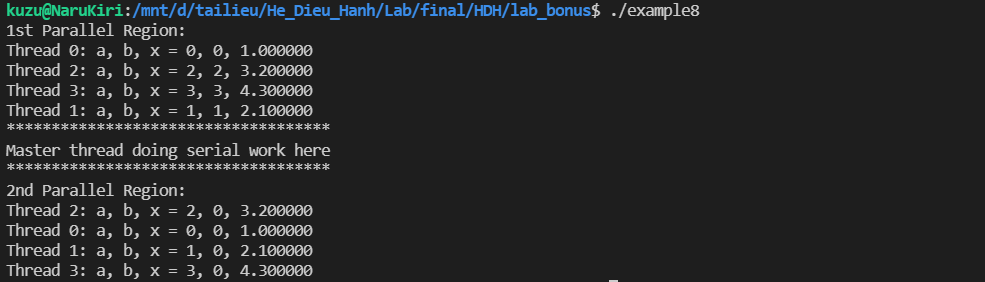 kuzu@NaruKiri:/mnt/d/tailieu/He_Dieu_Hanh/Lab/final/HDH/lab_bonus$ ./example8
1st Parallel Region:
Thread 0: a, b, x = 0, 0, 1.000000
Thread 2: a, b, x = 2, 2, 3.200000
Thread 3: a, b, x = 3, 3, 4.300000
Thread 1: a, b, x = 1, 1, 2.100000
************************************
Master thread doing serial work here
************************************
2nd Parallel Region:
Thread 2: a, b, x = 2, 0, 3.200000
Thread 0: a, b, x = 0, 0, 1.000000
Thread 1: a, b, x = 1, 0, 2.100000
Thread 3: a, b, x = 3, 0, 4.300000